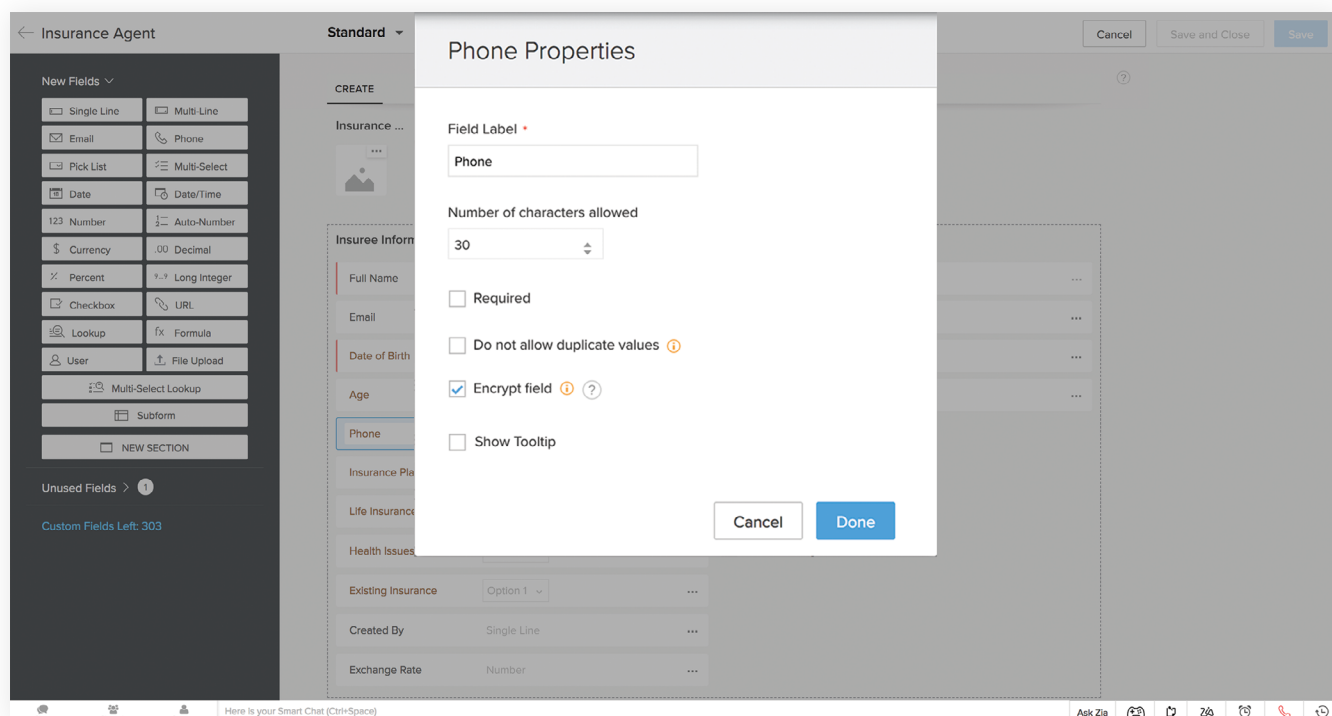 Insurance Agent
Standard
Cancel
Save and Close
Save
New Fields
Single Line
Multi-Line
Email
Phone
Pick List
Multi-Select
Date
Date/Time
123 Number
Auto-Number
$ Currency
.00 Decimal
Percent
Long Integer
Checkbox
URL
Lookup
fx Formula
User
File Upload
Multi-Select Lookup
Subform
NEW SECTION
Unused Fields > 1
Custom Fields Left: 303
CREATE
?
Insurance ...
Insuree Inform
Full Name
Email
Date of Birth
Age
Phone
Insurance Pla
Life Insurance
Health Issues
Existing Insurance
Option 1
Created By
Single Line
Exchange Rate
Number
Phone Properties
Field Label *
Phone
Number of characters allowed
30
Required
Do not allow duplicate values
Encrypt field ?
Show Tooltip
Cancel
Done
Here is your Smart Chat (Ctrl+Space)
Ask Zia